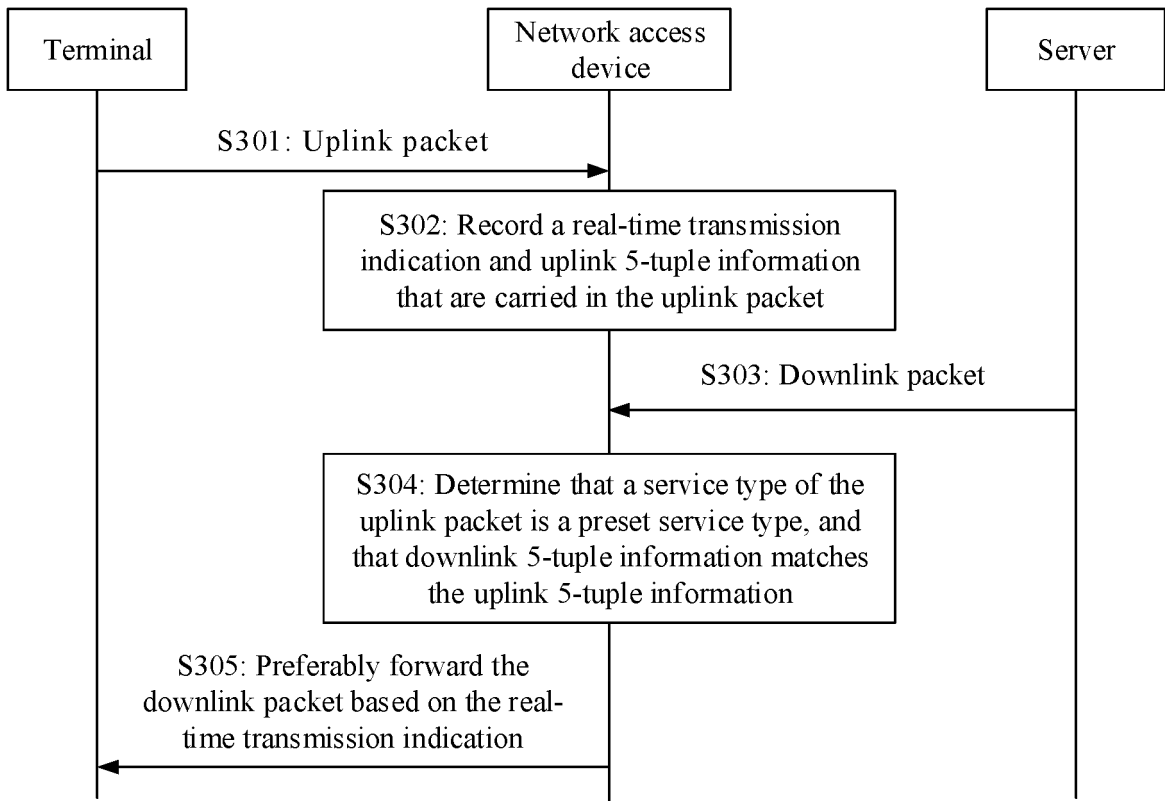 Terminal
Network access
device
Server
S301: Uplink packet
S302: Record a real-time transmission
indication and uplink 5-tuple information
that are carried in the uplink packet
S303: Downlink packet
S304: Determine that a service type of the
uplink packet is a preset service type, and
that downlink 5-tuple information matches
the uplink 5-tuple information
S305: Preferably forward the
downlink packet based on the real-
time transmission indication